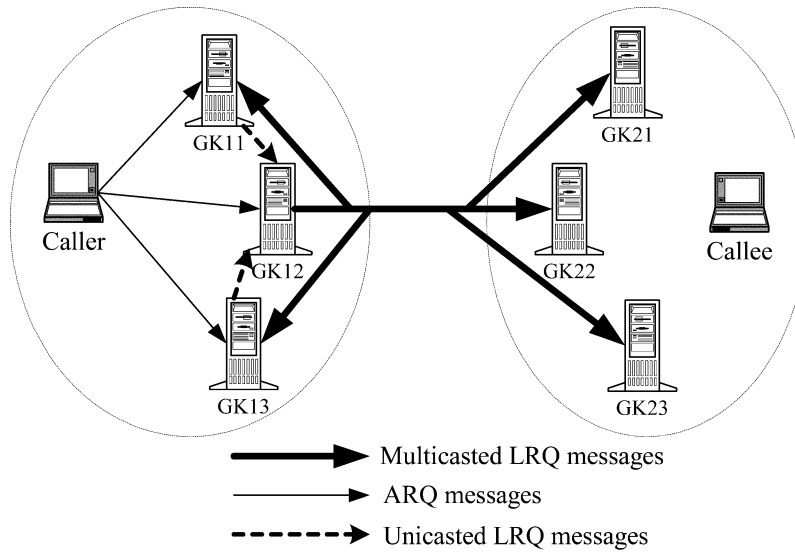 GK11
GK21
Caller
GK12
GK22
Callee
GK13
GK23
Multicasted LRQ messages
ARQ messages
Unicasted LRQ messages